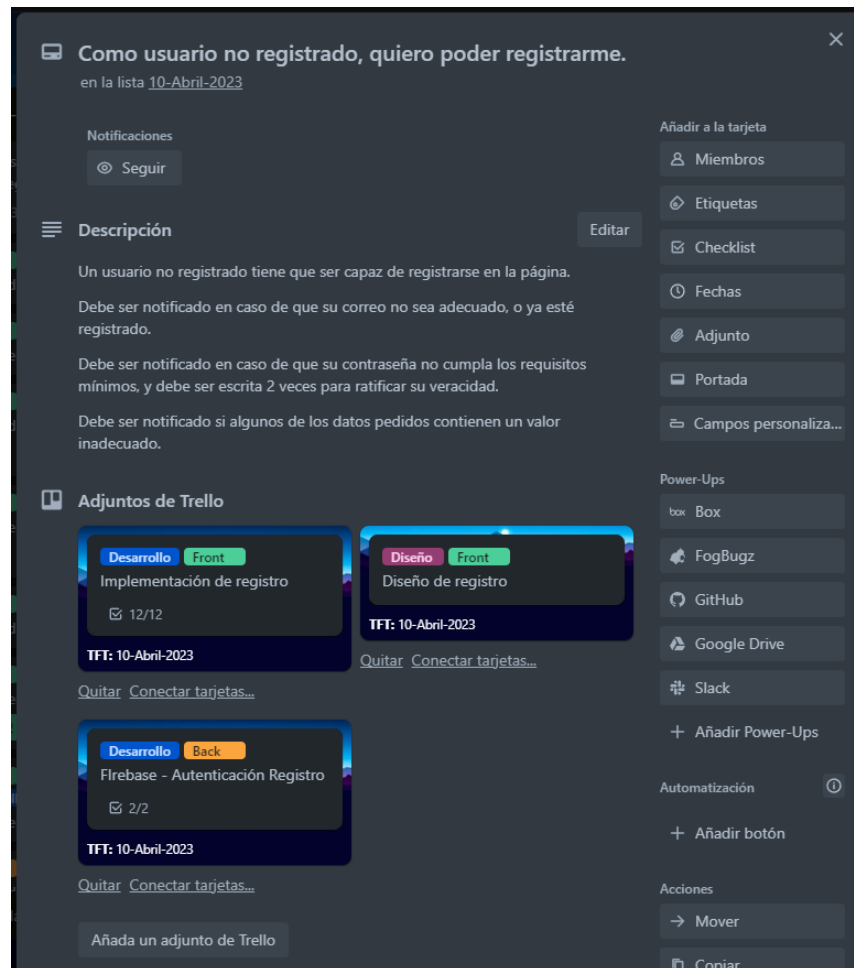 Como usuario no registrado, quiero poder registrarme.
en la lista 10-Abril-2023
Notificaciones
Seguir
Descripción
Editar
Un usuario no registrado tiene que ser capaz de registrarse en la página.
Debe ser notificado en caso de que su correo no sea adecuado, o ya esté
registrado.
Debe ser notificado en caso de que su contraseña no cumpla los requisitos
mínimos, y debe ser escrita 2 veces para ratificar su veracidad.
Debe ser notificado si algunos de los datos pedidos contienen un valor
inadecuado.
Adjuntos de Trello
Desarrollo Front
Implementación de registro
12/12
TFT: 10-Abril-2023
Quitar Conectar tarjetas...
Diseño Front
Diseño de registro
TFT: 10-Abril-2023
Quitar Conectar tarjetas...
Desarrollo Back
FIrebase - Autenticación Registro
2/2
TFT: 10-Abril-2023
Quitar Conectar tarjetas...
Añada un adjunto de Trello
Añadir a la tarjeta
Miembros
Etiquetas
Checklist
Fechas
Adjunto
Portada
Campos personaliza...
Power-Ups
box Box
FogBugz
GitHub
Google Drive
Slack
+ Añadir Power-Ups
Automatización
+ Añadir botón
Acciones
→ Mover
Copiar